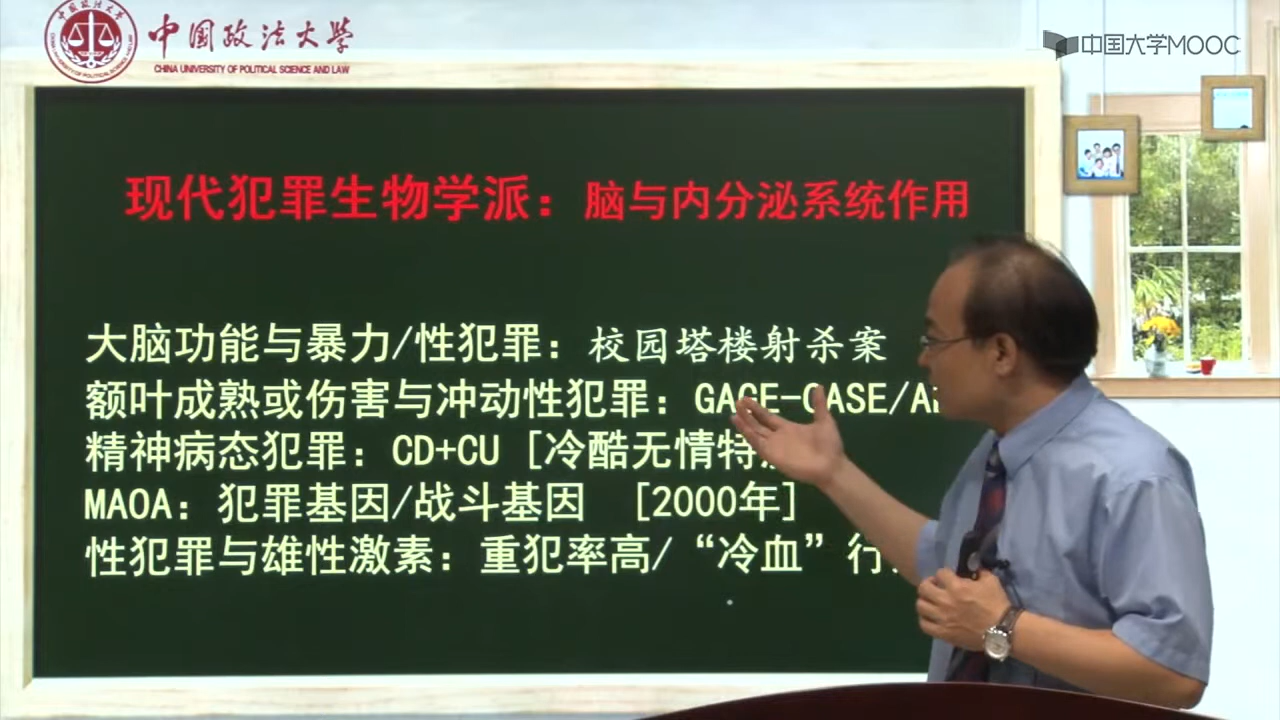 中国政法大学
CHINA UNIVERSITY OF POLITICAL SCIENCE AND LAW
中国大学MOOC
现代犯罪生物学派：脑与内分泌系统作用
大脑功能与暴力/性犯罪：校园塔楼射杀案
额叶成熟或伤害与冲动性犯罪：GAGE-CASE/A
精神病态犯罪：CD+CU [冷酷无情特
MAOA：犯罪基因/战斗基因 [2000年]
性犯罪与雄性激素：重犯率高/“冷血”行